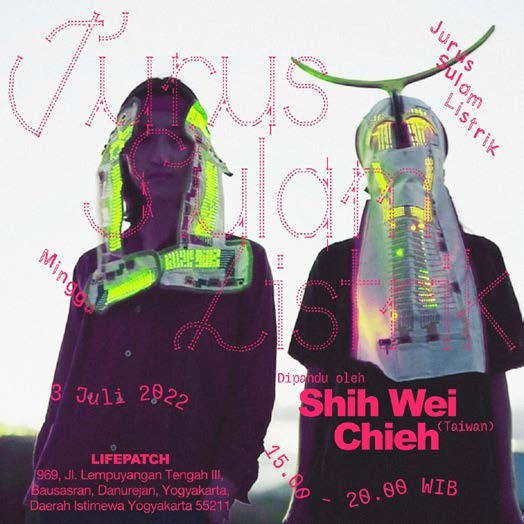 Jurus
Sulam
Listrik
Jurus
Sulam
Listrik
Minggu
3 Juli 2022
Dipandu oleh
Shih Wei
Chieh (Taiwan)
15.00 - 20.00 WIB
LIFEPATCH
969, Jl. Lempuyangan Tengah III,
Bausasran, Danurejan, Yogyakarta,
Daerah Istimewa Yogyakarta 55211